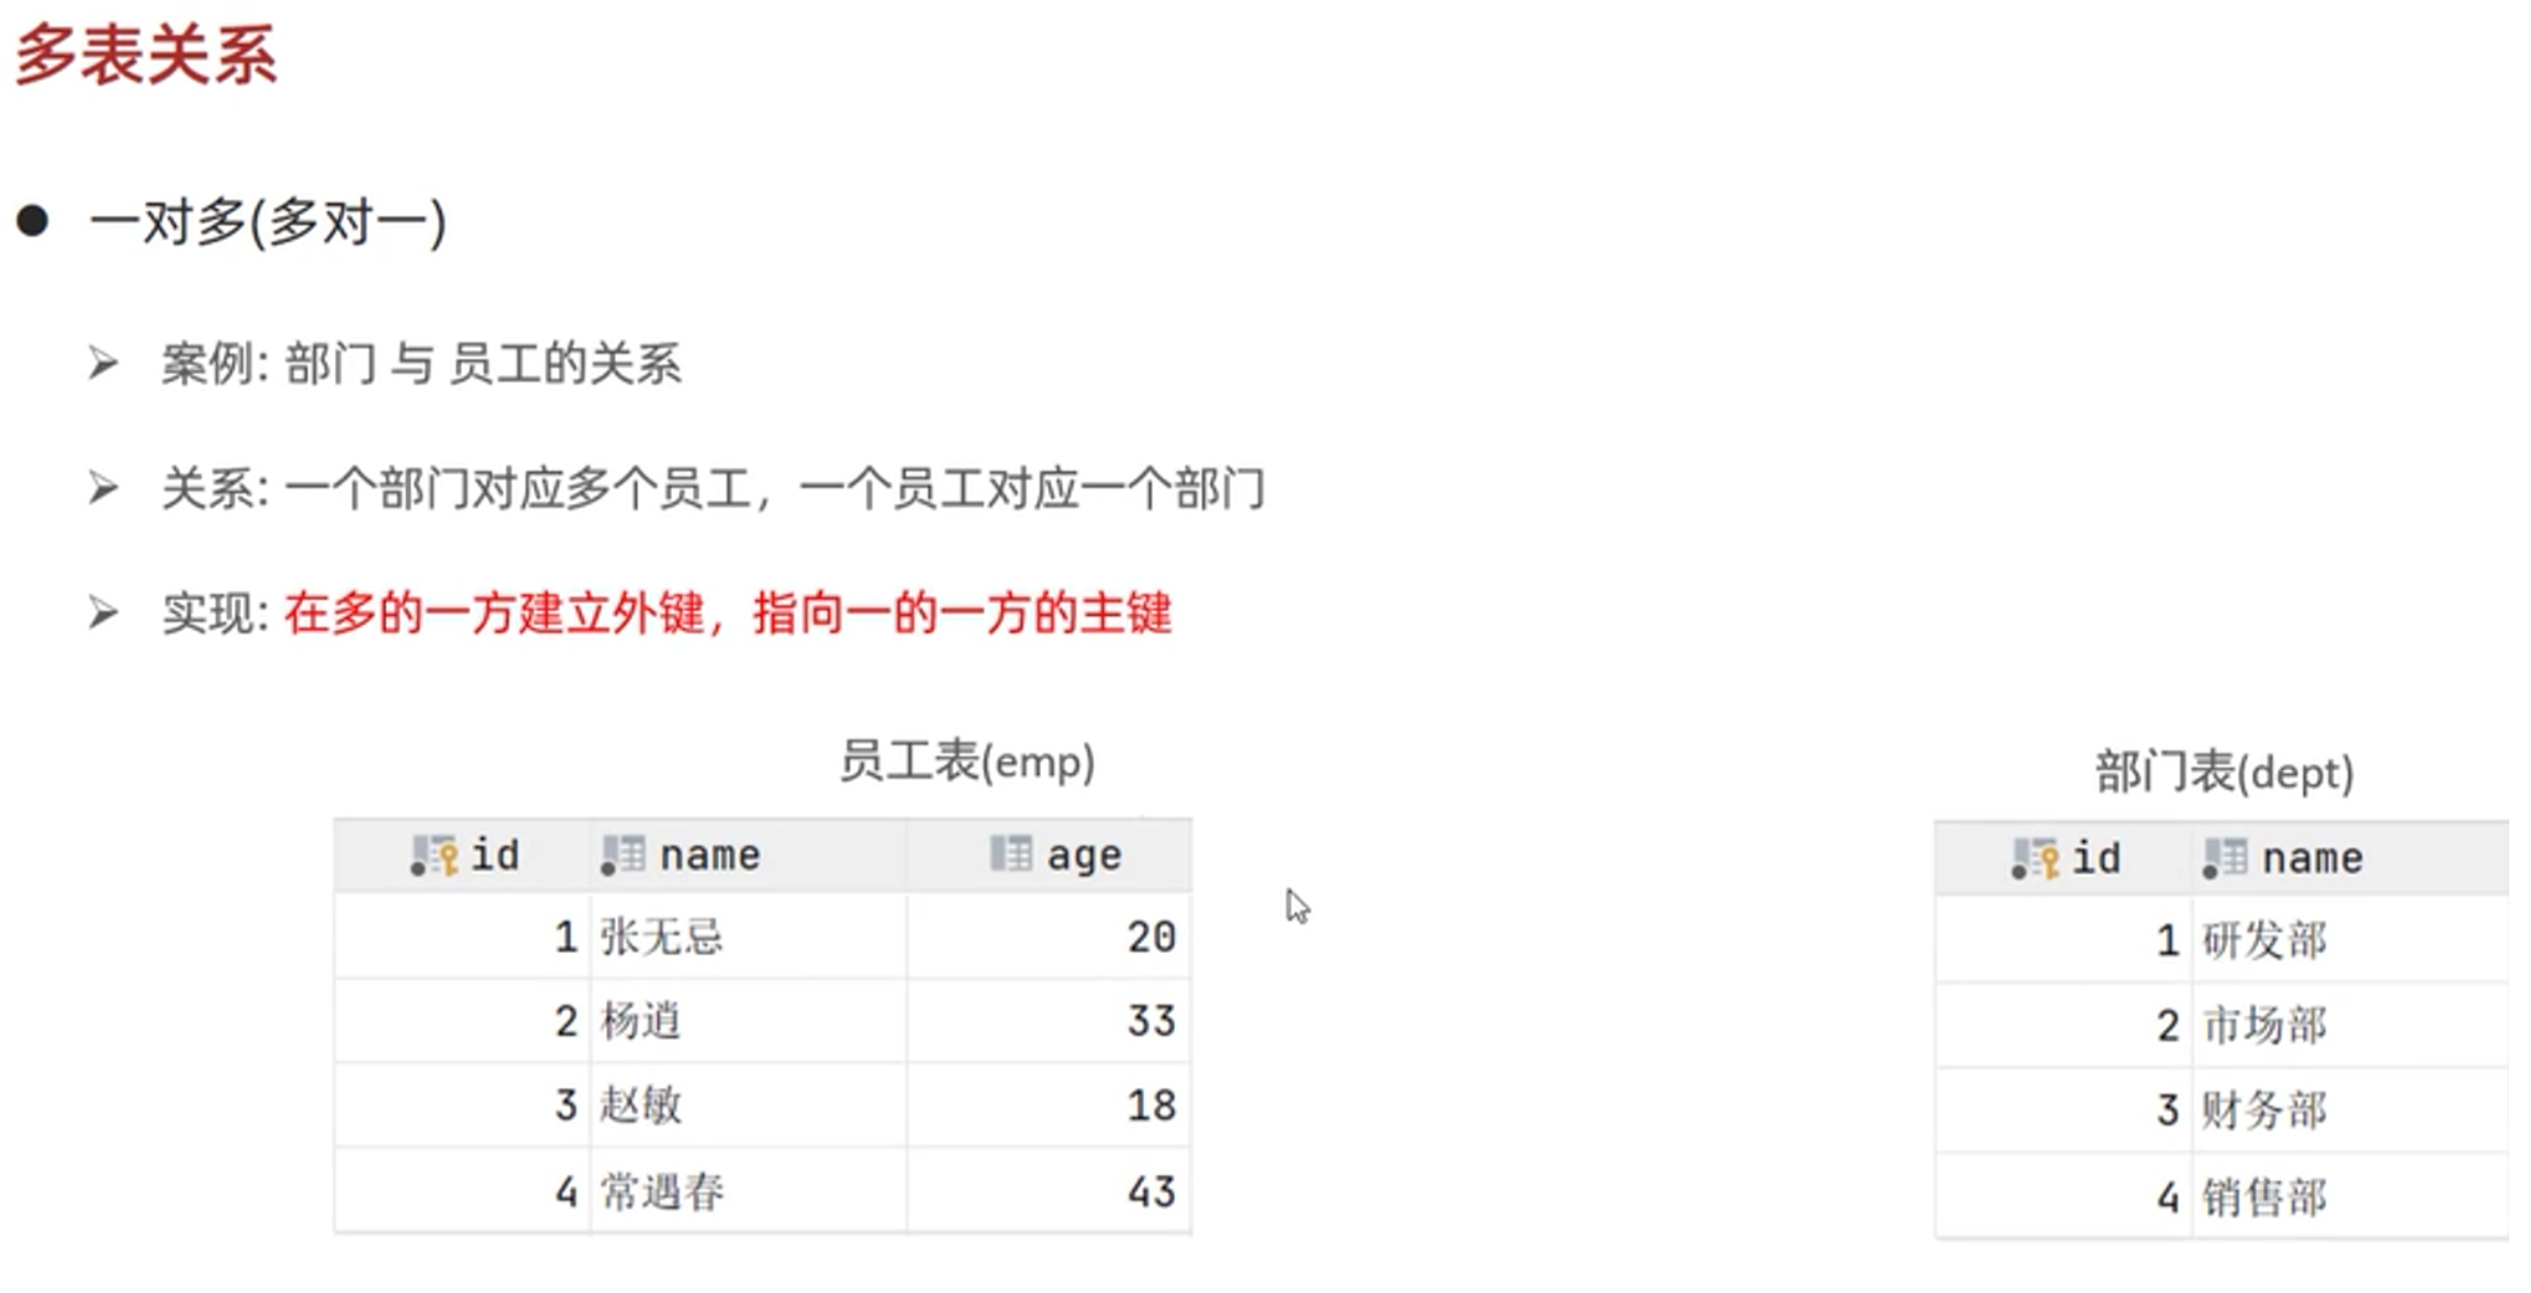 多表关系
一对多(多对一)
案例: 部门 与 员工的关系
关系: 一个部门对应多个员工，一个员工对应一个部门
实现: 在多的一方建立外键，指向一的一方的主键
员工表(emp)
id name age
1 张无忌 20
2 杨逍 33
3 赵敏 18
4 常遇春 43
部门表(dept)
id name
1 研发部
2 市场部
3 财务部
4 销售部